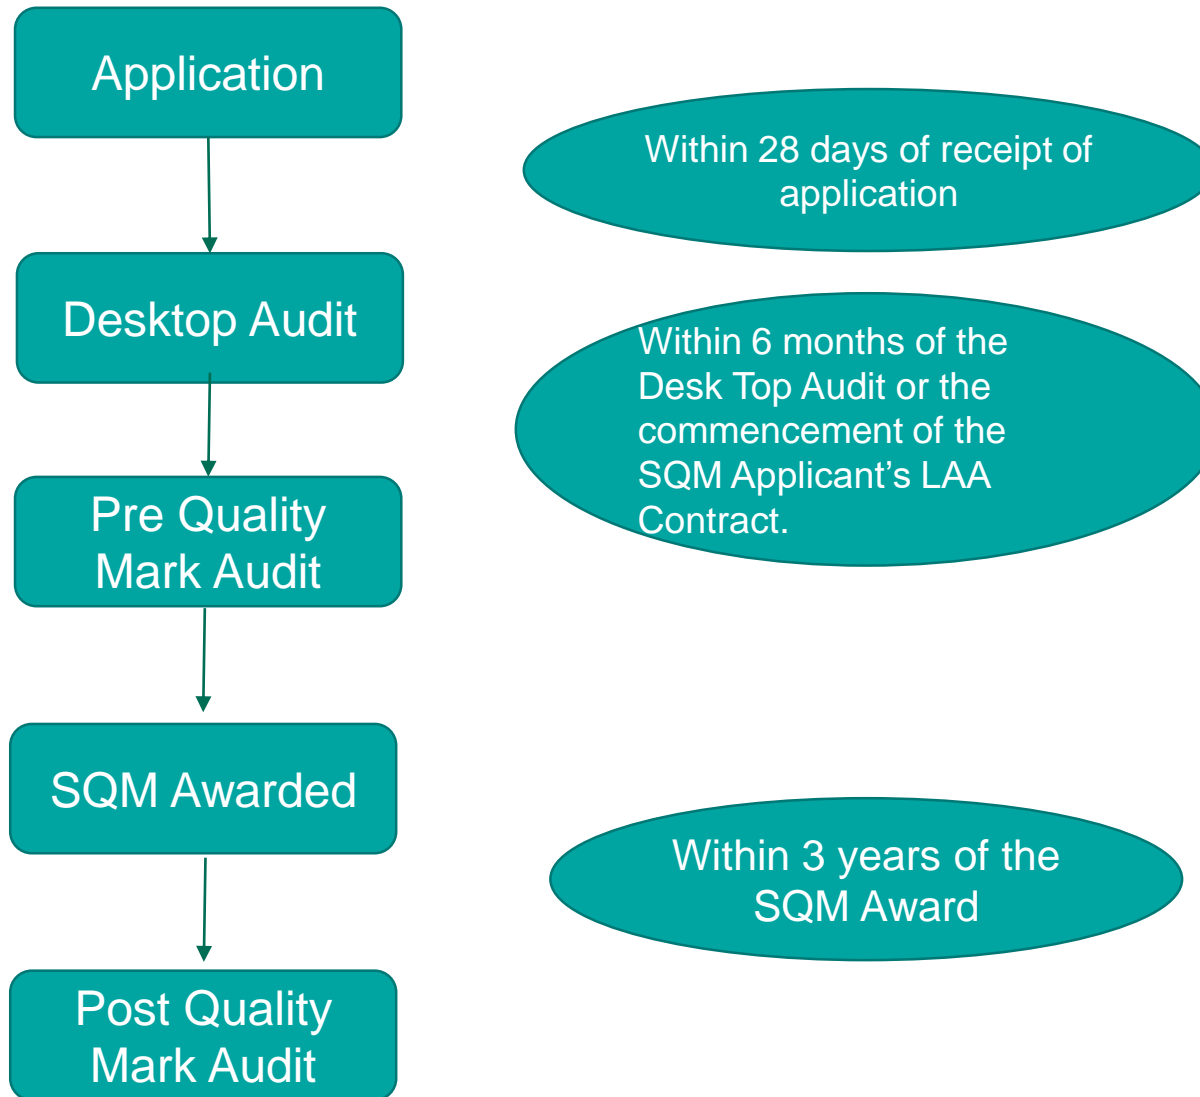 Application
Within 28 days of receipt of
application
Desktop Audit
Within 6 months of the
Desk Top Audit or the
commencement of the
SQM Applicant’s LAA
Contract.
Pre Quality
Mark Audit
SQM Awarded
Within 3 years of the
SQM Award
Post Quality
Mark Audit